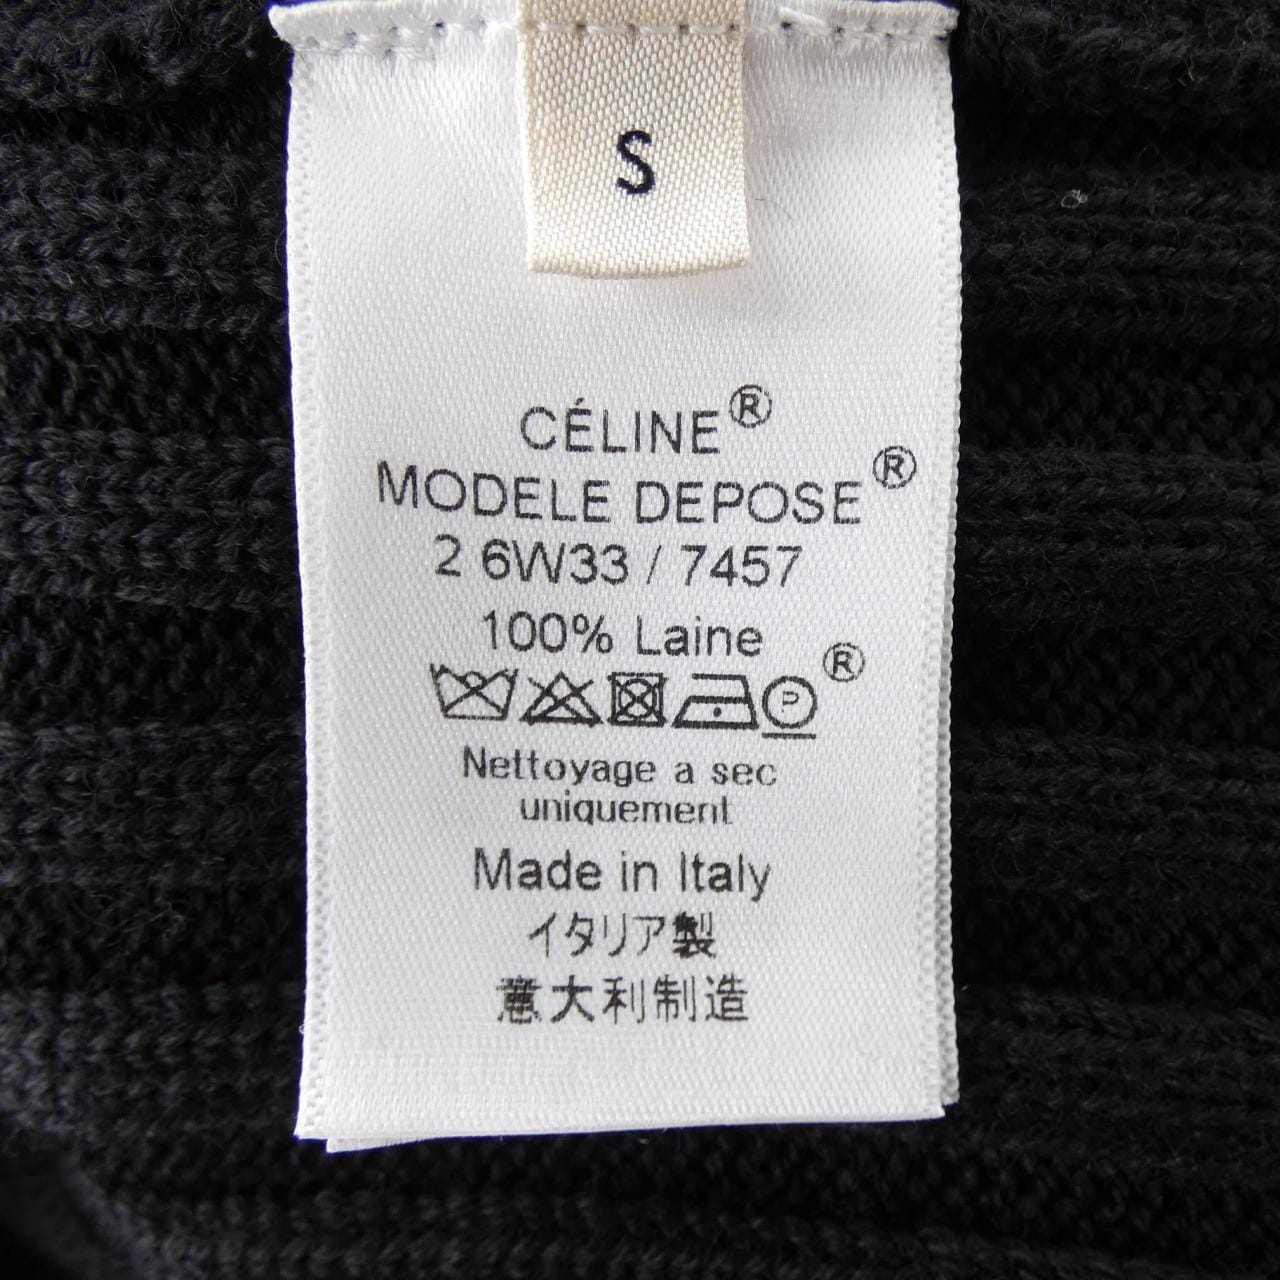 S
CÉLINE®
MODELE DEPOSE®
2 6W33 / 7457
100% Laine
P ®
Nettoyage a sec
uniquement
Made in Italy
イタリア製
意大利制造